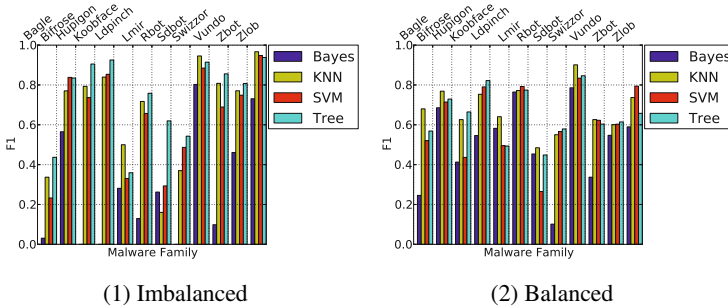 Bagle
Bifrose
Hupigon
Koobface
Ldpinch
Lmir
Rbot
Sdbot
Swizzor
Vundo
Zbot
Zlob
1.0
0.8
0.6
0.4
0.2
0.0
F1
Malware Family
Bayes
KNN
SVM
Tree
(1) Imbalanced
Bagle
Bifrose
Hupigon
Koobface
Ldpinch
Lmir
Rbot
Sdbot
Swizzor
Vundo
Zbot
Zlob
1.0
0.8
0.6
0.4
0.2
0.0
F1
Malware Family
Bayes
KNN
SVM
Tree
(2) Balanced